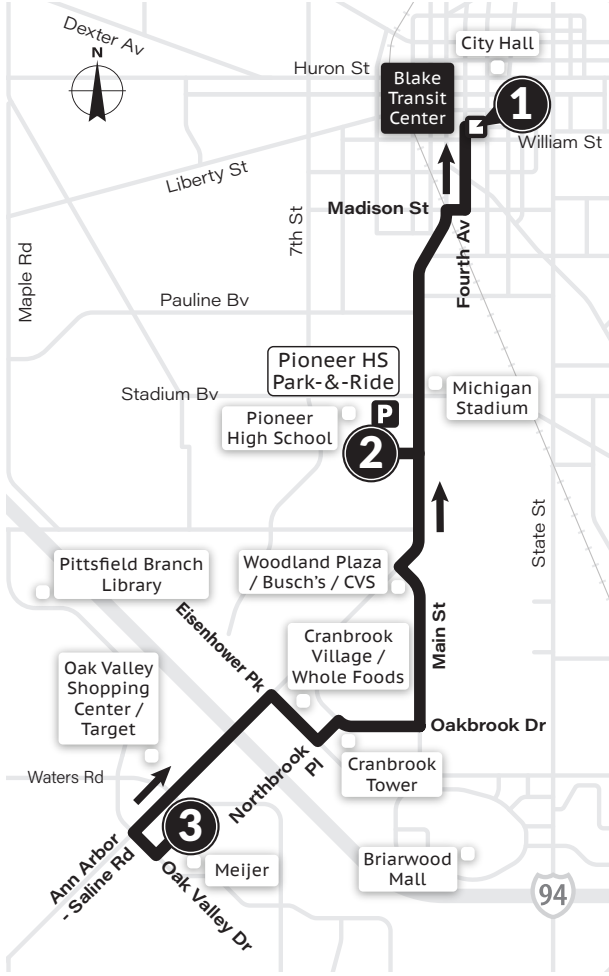 Dexter Av
N
City Hall
Huron St
Blake
Transit
Center
1
William St
Liberty St
Madison St
7th St
Fourth Av
Maple Rd
Pauline Bv
Pioneer HS
Park-&-Ride
Stadium Bv
P
Michigan
Stadium
Pioneer
High School
2
State St
Pittsfield Branch
Library
Woodland Plaza
/ Busch's / CVS
Main St
Eisenhower Pk
Cranbrook
Village /
Whole Foods
Oak Valley
Shopping
Center /
Target
Oakbrook Dr
Northbrook
Pl
Cranbrook
Tower
Waters Rd
3
Ann Arbor
- Saline Rd
Oak Valley Dr
Meijer
Briarwood
Mall
94